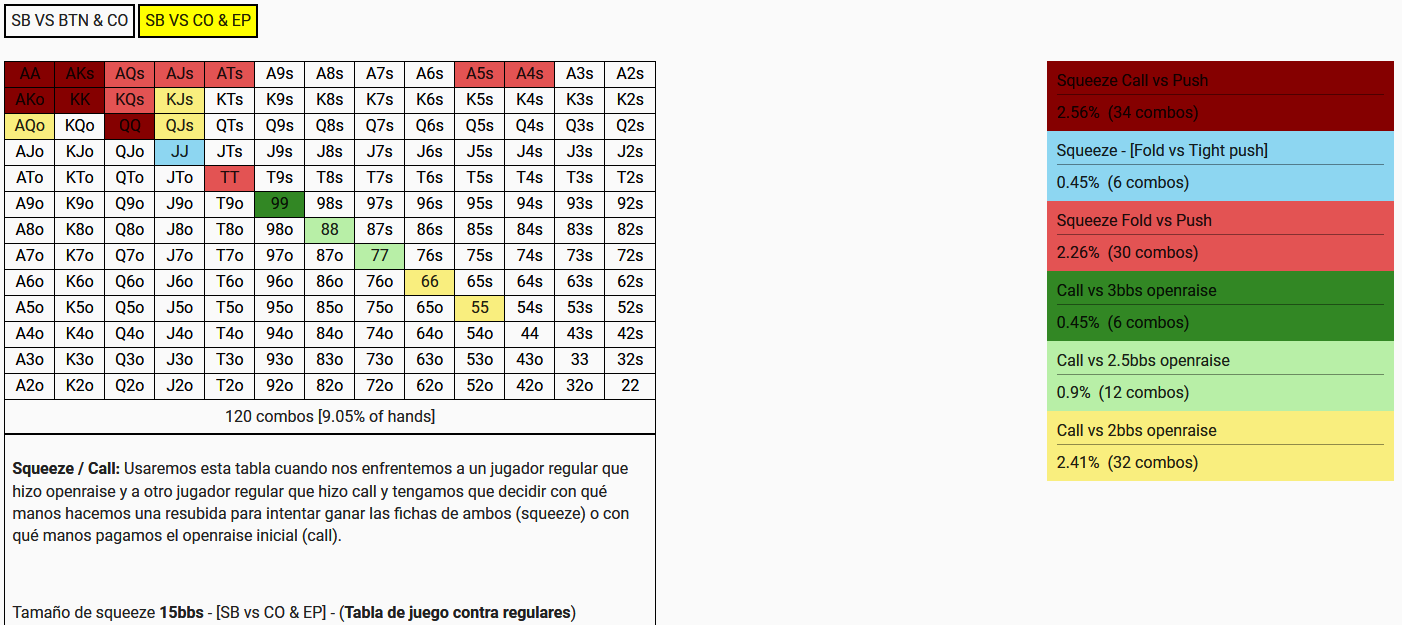 SB VS BTN & CO SB VS CO & EP
AA AKs AQs AJs ATs A9s A8s A7s A6s A5s A4s A3s A2s
AKo KK KQs KJs KTs K9s K8s K7s K6s K5s K4s K3s K2s
AQo KQo QQ QJs QTs Q9s Q8s Q7s Q6s Q5s Q4s Q3s Q2s
AJo KJo QJo JJ JTs J9s J8s J7s J6s J5s J4s J3s J2s
ATo KTo QTo JTo TT T9s T8s T7s T6s T5s T4s T3s T2s
A9o K9o Q9o J9o T9o 99 98s 97s 96s 95s 94s 93s 92s
A8o K8o Q8o J8o T8o 98o 88 87s 86s 85s 84s 83s 82s
A7o K7o Q7o J7o T7o 97o 87o 77 76s 75s 74s 73s 72s
A6o K6o Q6o J6o T6o 96o 86o 76o 66 65s 64s 63s 62s
A5o K5o Q5o J5o T5o 95o 85o 75o 65o 55 54s 53s 52s
A4o K4o Q4o J4o T4o 94o 84o 74o 64o 54o 44 43s 42s
A3o K3o Q3o J3o T3o 93o 83o 73o 63o 53o 43o 33 32s
A2o K2o Q2o J2o T2o 92o 82o 72o 62o 52o 42o 32o 22
120 combos [9.05% of hands]
Squeeze / Call: Usaremos esta tabla cuando nos enfrentemos a un jugador regular que
hizo openraise y a otro jugador regular que hizo call y tengamos que decidir con qué
manos hacemos una resubida para intentar ganar las fichas de ambos (squeeze) o con
qué manos pagamos el openraise inicial (call).
Tamaño de squeeze 15bbs - [SB vs CO & EP] - (Tabla de juego contra regulares)
Squeeze Call vs Push
2.56% (34 combos)
Squeeze - [Fold vs Tight push]
0.45% (6 combos)
Squeeze Fold vs Push
2.26% (30 combos)
Call vs 3bbs openraise
0.45% (6 combos)
Call vs 2.5bbs openraise
0.9% (12 combos)
Call vs 2bbs openraise
2.41% (32 combos)